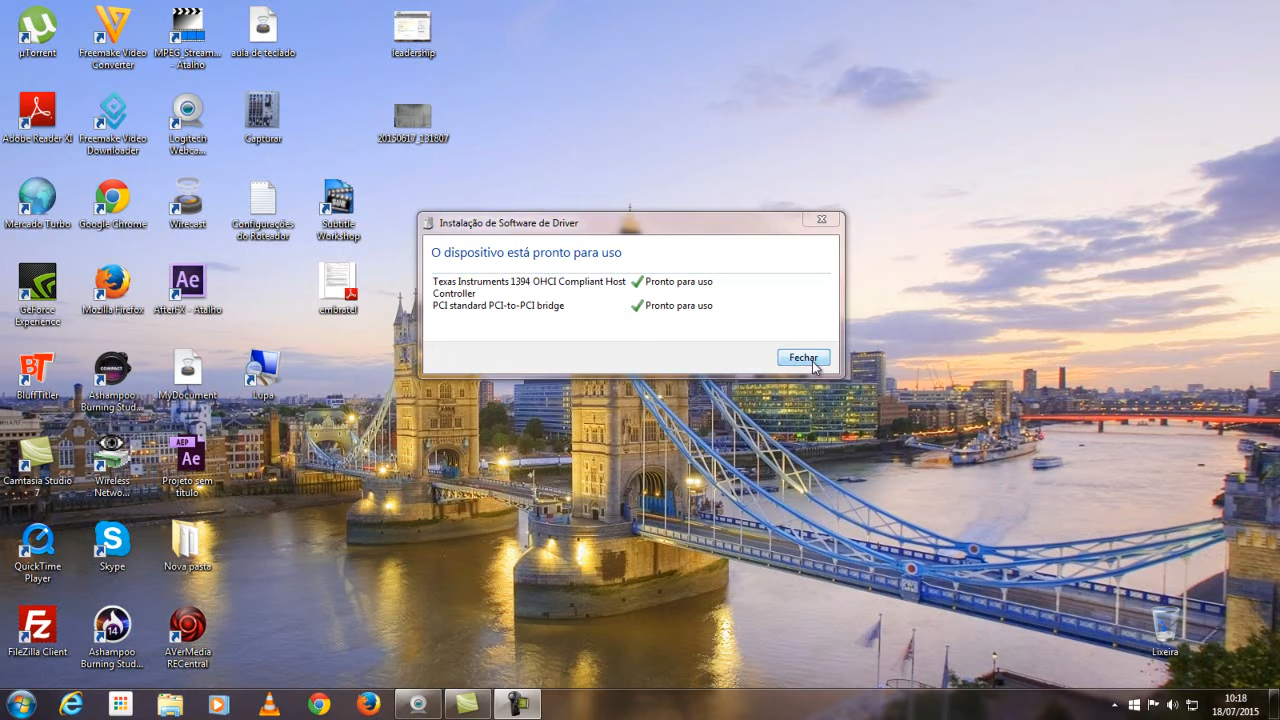 µTorrent
Freemake Video
Converter
MPEG_Stream...
- Atalho
aula de teclado
leadership
Adobe Reader XI
Freemake Video
Downloader
Logitech
Webca...
Capturar
20150617_131807
Mercado Turbo
Google Chrome
Wirecast
Configurações
do Roteador
Subtitle
Workshop
GeForce
Experience
Mozilla Firefox
AfterFX - Atalho
embratel
BluffTitler
Ashampoo
Burning Stud...
MyDocument
Lupa
Camtasia Studio
7
Wireless
Netwo...
Projeto sem
título
QuickTime
Player
Skype
Nova pasta
FileZilla Client
Ashampoo
Burning Stud...
AVerMedia
RECentral
Instalação de Software de Driver
O dispositivo está pronto para uso
Texas Instruments 1394 OHCI Compliant Host
Controller
Pronto para uso
PCI standard PCI-to-PCI bridge
Pronto para uso
Fechar
Lixeira
10:18
18/07/2015